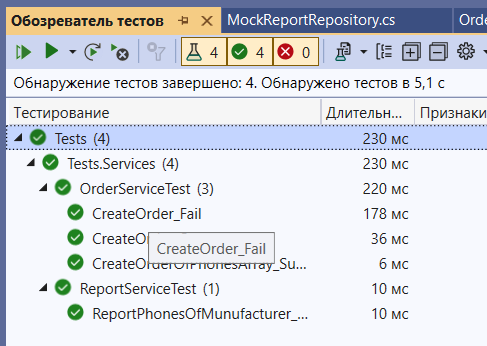 Обозреватель тестов
MockReportRepository.cs
Orde
4 4 0
Обнаружение тестов завершено: 4. Обнаружено тестов в 5,1 с
Тестирование Длительн... Признаки
Tests (4) 230 мс
Tests.Services (4) 230 мс
OrderServiceTest (3) 220 мс
CreateOrder_Fail 178 мс
36 мс
CreateOrder_Fail
CreateOrderOfPhonesArray_Su... 6 мс
ReportServiceTest (1) 10 мс
ReportPhonesOfMunufacturer_... 10 мс